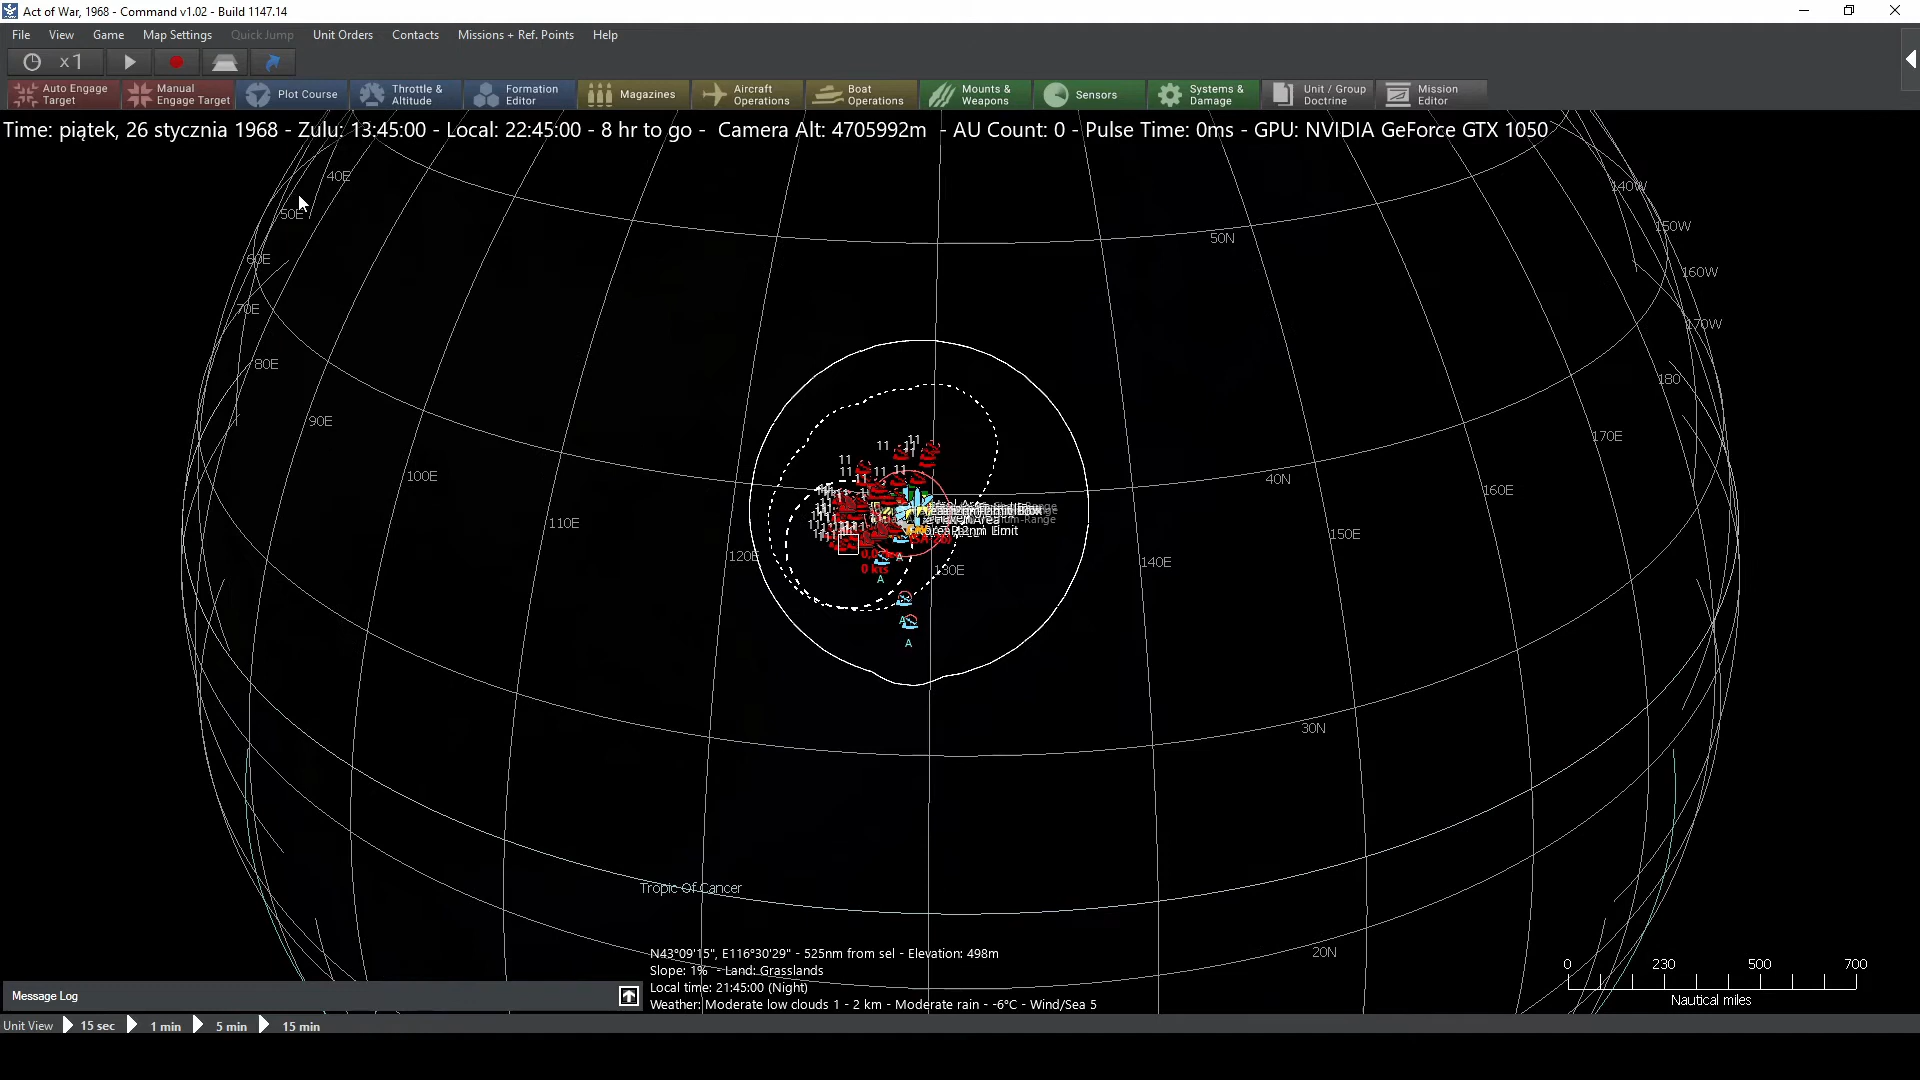 Act of War, 1968 - Command v1.02 - Build 1147.14
File View Game Map Settings Quick Jump Unit Orders Contacts Missions + Ref. Points Help
x1
Auto Engage Target
Manual Engage Target
Plot Course
Throttle & Altitude
Formation Editor
Magazines
Aircraft Operations
Boat Operations
Mounts & Weapons
Sensors
Systems & Damage
Unit / Group Doctrine
Mission Editor
Time: piątek, 26 stycznia 1968 - Zulu: 13:45:00 - Local: 22:45:00 - 8 hr to go - Camera Alt: 4705992m - AU Count: 0 - Pulse Time: 0ms - GPU: NVIDIA GeForce GTX 1050
40E
140W
50E
150W
50N
60E
160W
70E
170W
80E
180
90E
170E
100E
40N
160E
110E
150E
120E
130E
140E
0 kts
A
A
A
A
30N
Tropic Of Cancer
20N
N43°09'15", E116°30'29" - 525nm from sel - Elevation: 498m
Slope: 1% - Land: Grasslands
Local time: 21:45:00 (Night)
Weather: Moderate low clouds 1 - 2 km - Moderate rain - -6°C - Wind/Sea 5
0 230 500 700
Nautical miles
Message Log
Unit View 15 sec 1 min 5 min 15 min